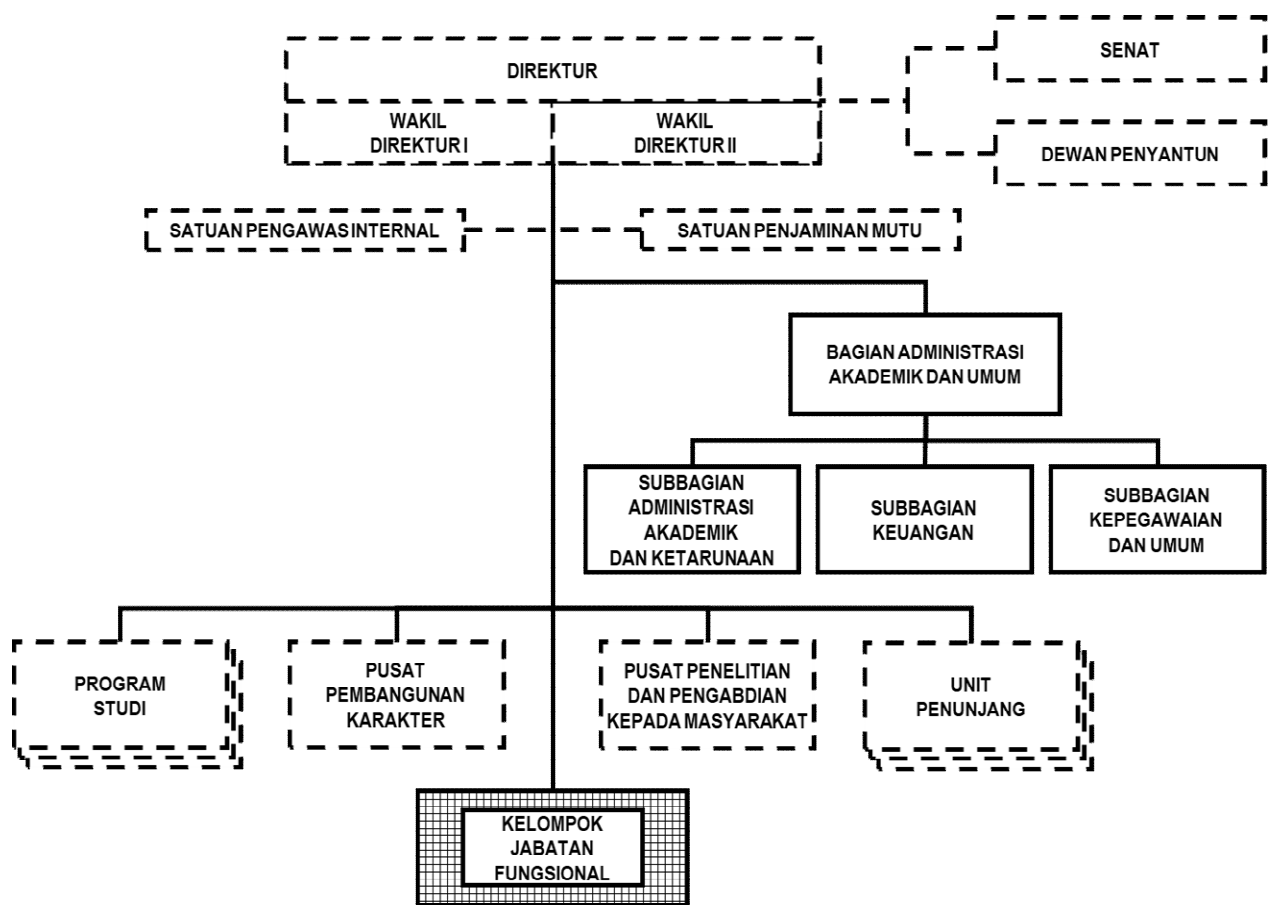 DIREKTUR
SENAT
WAKIL
DIREKTUR I
WAKIL
DIREKTUR II
DEWAN PENYANTUN
SATUAN PENGAWAS INTERNAL
SATUAN PENJAMINAN MUTU
BAGIAN ADMINISTRASI
AKADEMIK DAN UMUM
SUBBAGIAN
ADMINISTRASI
AKADEMIK
DAN KETARUNAAN
SUBBAGIAN
KEUANGAN
SUBBAGIAN
KEPEGAWAIAN
DAN UMUM
PROGRAM
STUDI
PUSAT
PEMBANGUNAN
KARAKTER
PUSAT PENELITIAN
DAN PENGABDIAN
KEPADA MASYARAKAT
UNIT
PENUNJANG
KELOMPOK
JABATAN
FUNGSIONAL